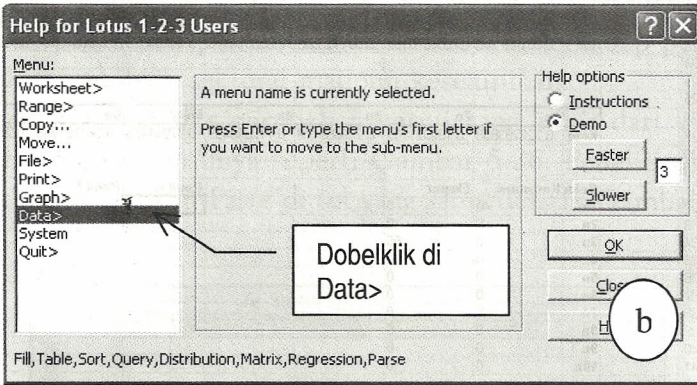 Help for Lotus 1-2-3 Users
Menu:
Worksheet>
Range>
Copy...
Move...
File>
Print>
Graph>
Data>
System
Quit>
A menu name is currently selected.
Press Enter or type the menu's first letter if
you want to move to the sub-menu.
Help options
Instructions
Demo
Faster
3
Slower
OK
Dobelklik di
Data>
b
Fill,Table,Sort,Query,Distribution,Matrix,Regression,Parse